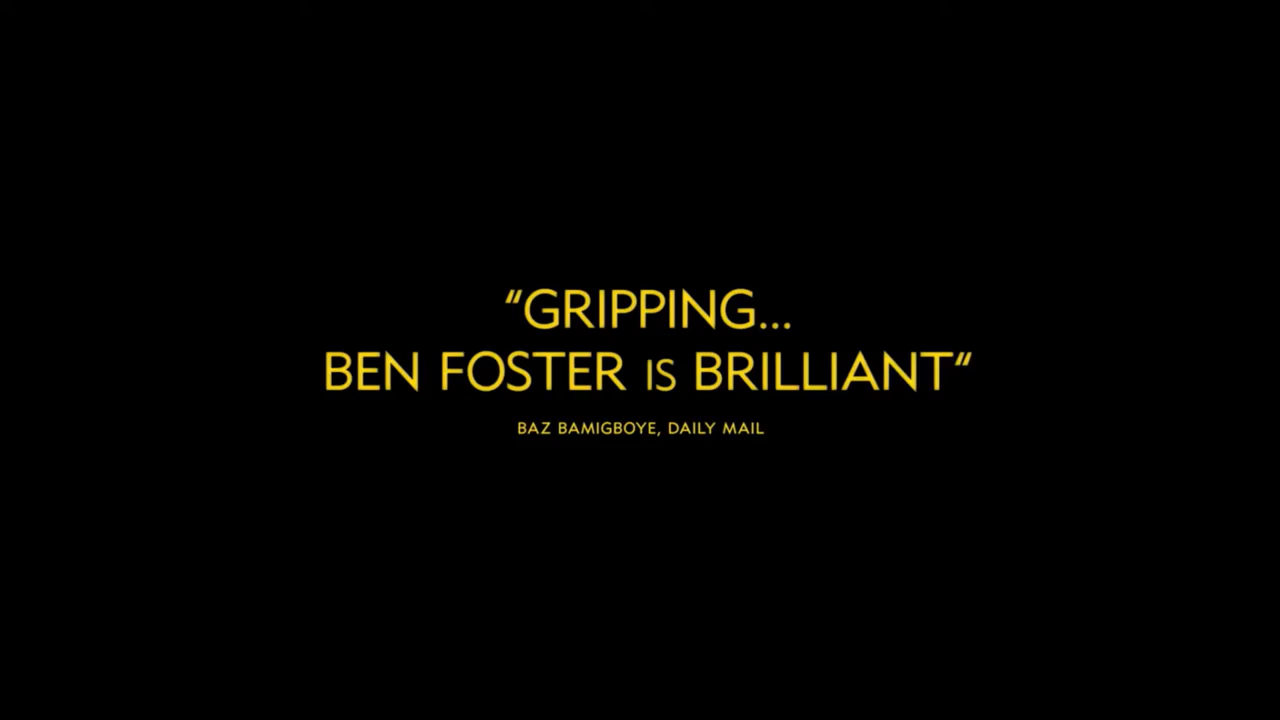 “GRIPPING...
BEN FOSTER IS BRILLIANT“
BAZ BAMIGBOYE, DAILY MAIL